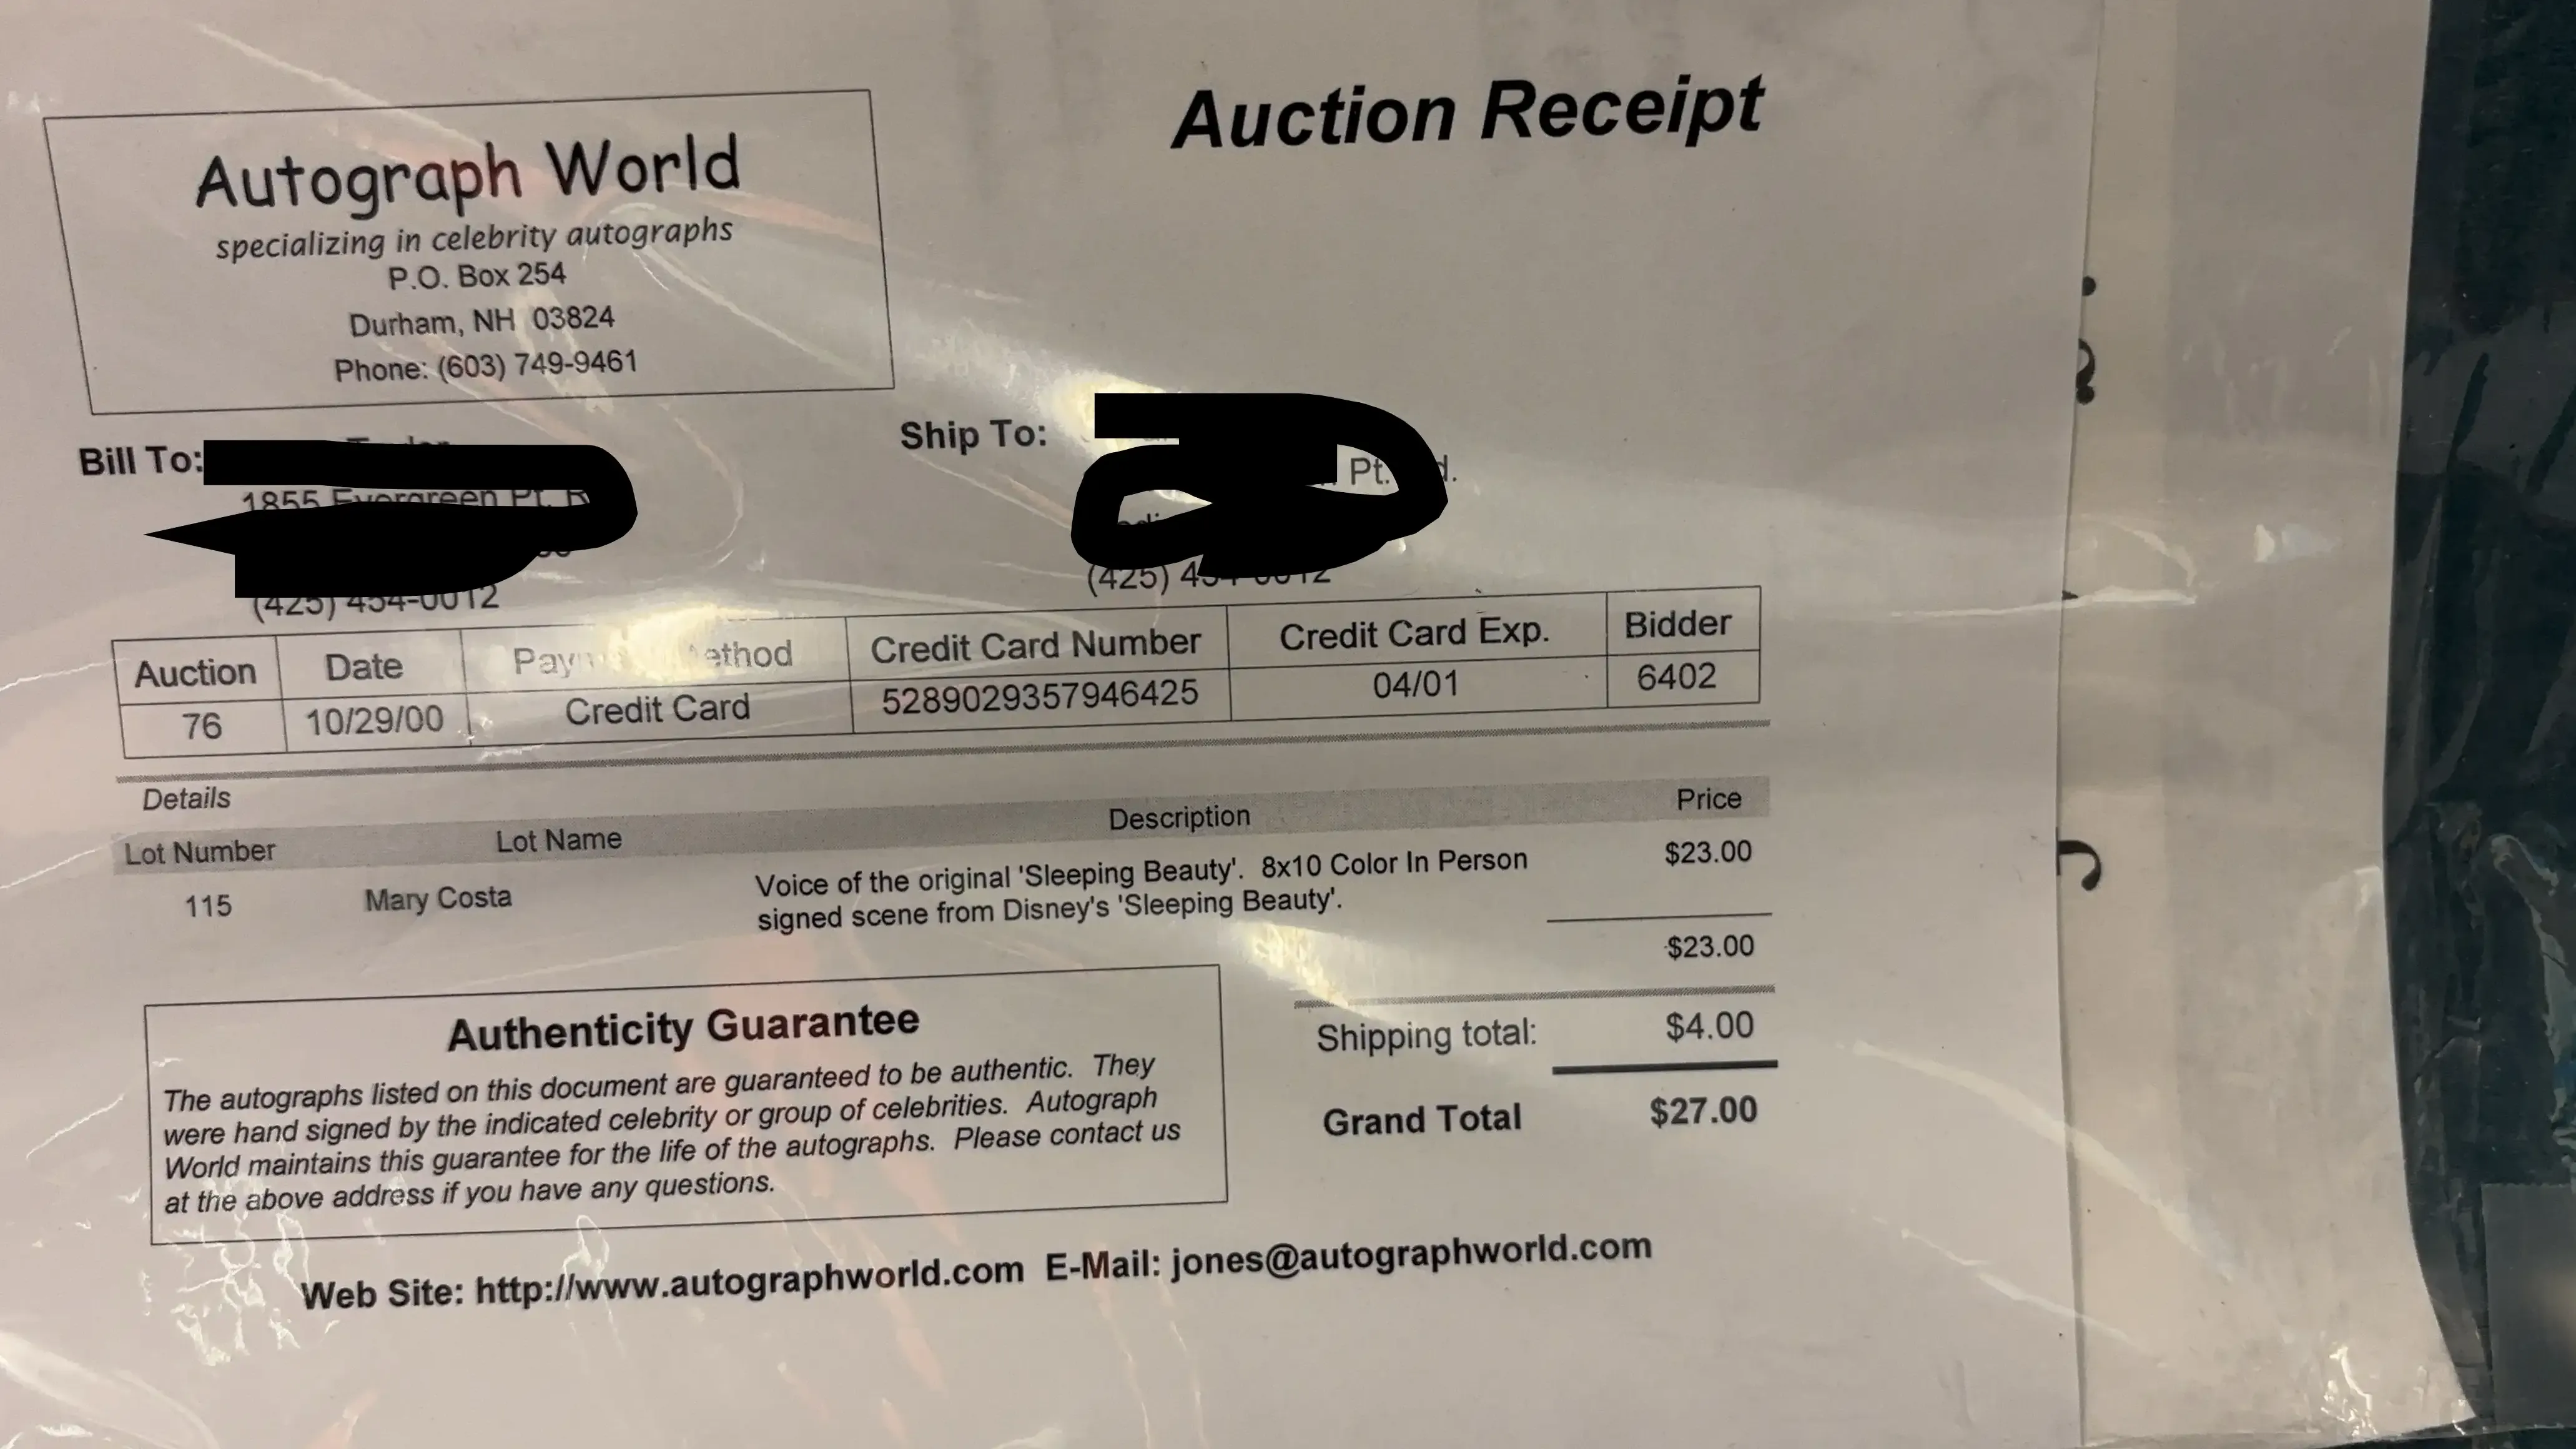 Auction Receipt
Autograph World
specializing in celebrity autographs
P.O. Box 254
Durham, NH 03824
Phone: (603) 749-9461
Bill To:
Ship To:
Pt.
Auction Date Credit Card Number Credit Card Exp. Bidder
76 10/29/00 Credit Card 5289029357946425 04/01 6402
Details
Lot Number Lot Name Description Price
115 Mary Costa Voice of the original 'Sleeping Beauty'. 8x10 Color In Person $23.00
signed scene from Disney's 'Sleeping Beauty'.
$23.00
Shipping total: $4.00
Grand Total $27.00
Authenticity Guarantee
The autographs listed on this document are guaranteed to be authentic. They
were hand signed by the indicated celebrity or group of celebrities. Autograph
World maintains this guarantee for the life of the autographs. Please contact us
at the above address if you have any questions.
Web Site: http://www.autographworld.com E-Mail: jones@autographworld.com